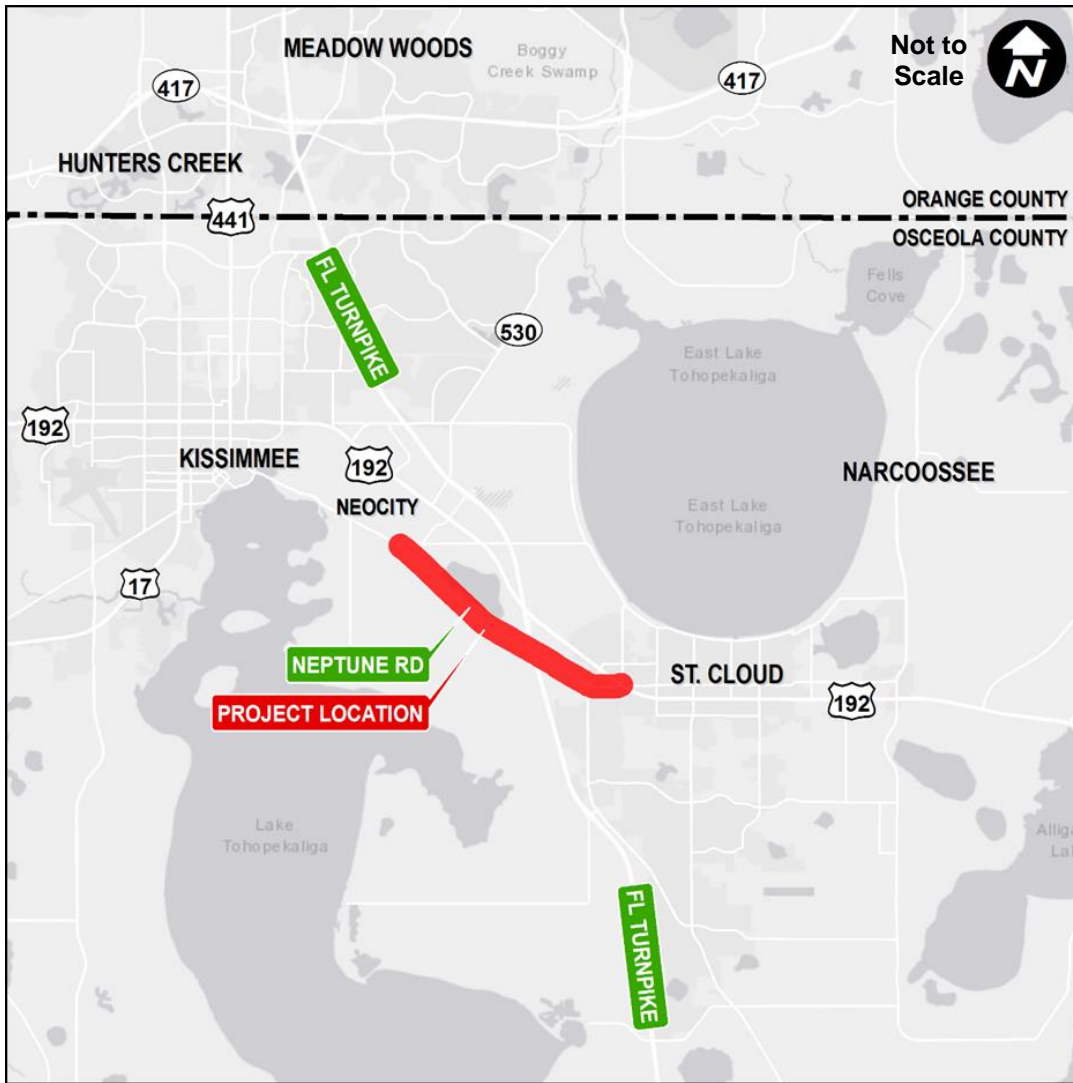 MEADOW WOODS
Boggy
Creek Swamp
Not to
Scale
N
417
417
HUNTERS CREEK
ORANGE COUNTY
441
OSCEOLA COUNTY
FL TURNPIKE
Fells
Cove
530
East Lake
Tohopekaliga
192
KISSIMMEE
192
NARCOOSSEE
NEOCITY
East Lake
Tohopekaliga
17
NEPTUNE RD
ST. CLOUD
PROJECT LOCATION
192
Lake
Tohopekaliga
Alliga
Lak
FL TURNPIKE